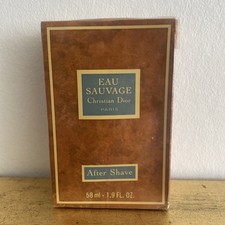 EAU
SAUVAGE
Christian Dior
PARIS
After Shave
58 ml - 1.9 FL. OZ.